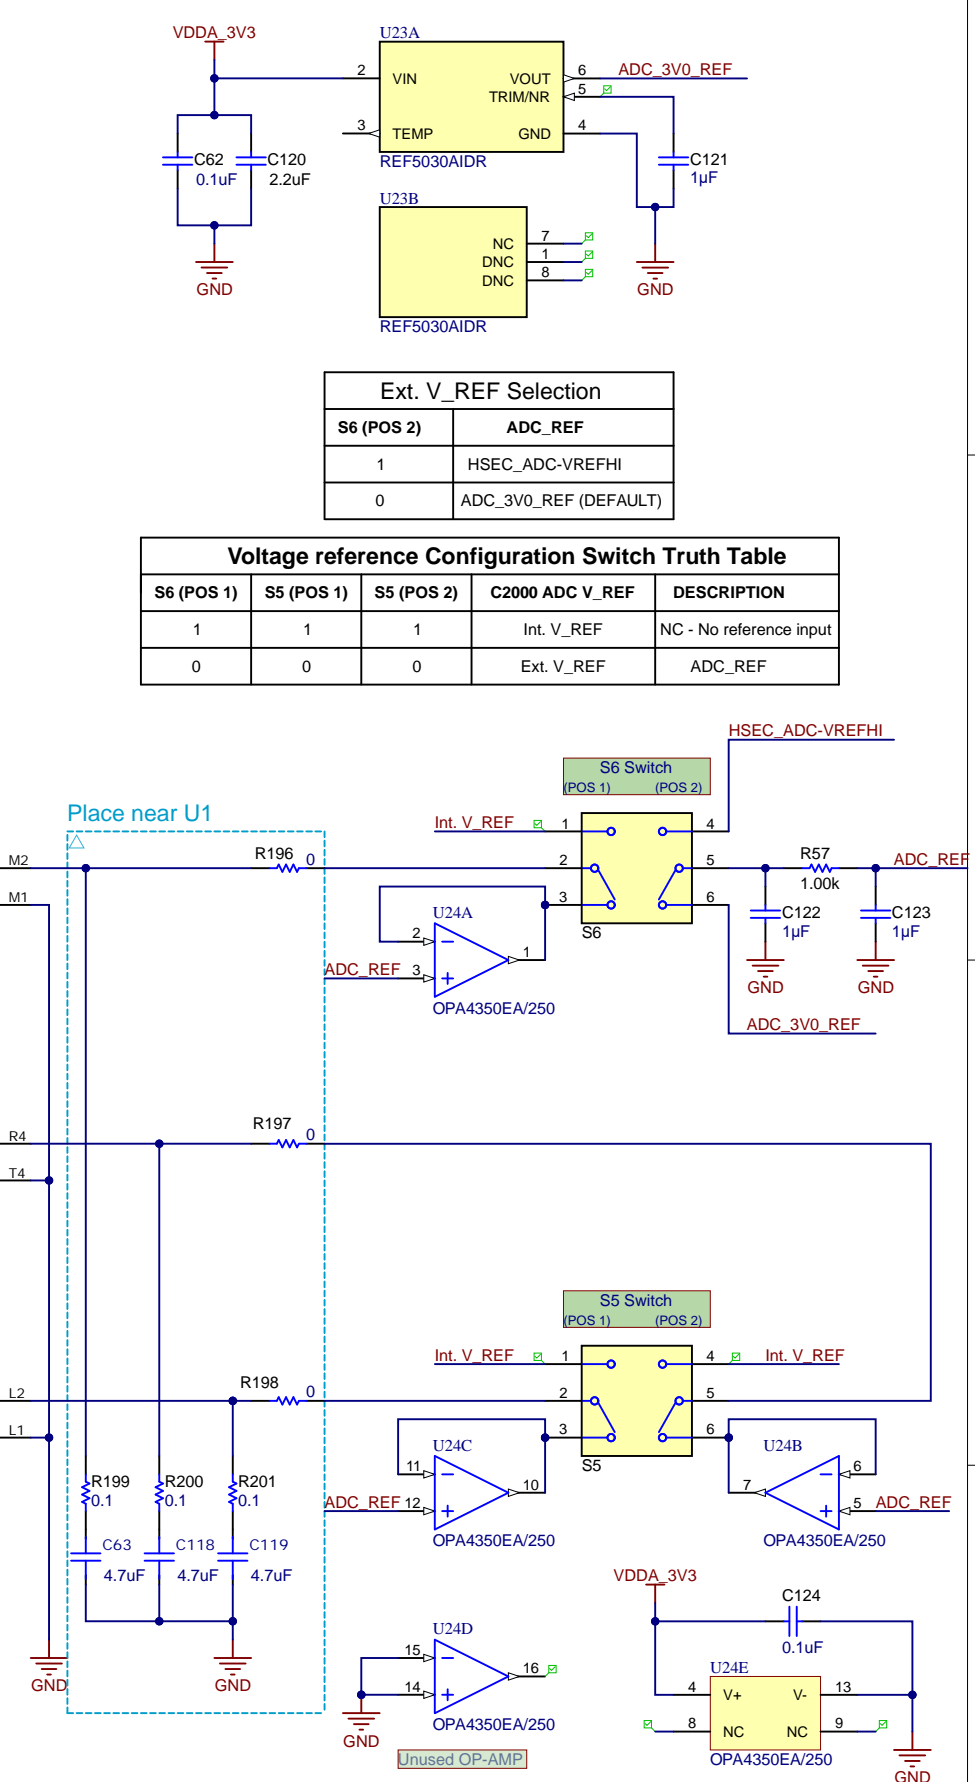 VDDA_3V3
U23A
2
VIN
VOUT
6
ADC_3V0_REF
TRIM/NR
5
3
TEMP
GND
4
REF5030AIDR
C62
0.1uF
C120
2.2uF
C121
1µF
GND
GND
U23B
NC
7
DNC
1
DNC
8
REF5030AIDR
Ext. V_REF Selection
S6 (POS 2) ADC_REF
1 HSEC_ADC-VREFHI
0 ADC_3V0_REF (DEFAULT)
Voltage reference Configuration Switch Truth Table
S6 (POS 1) S5 (POS 1) S5 (POS 2) C2000 ADC V_REF DESCRIPTION
1 1 1 Int. V_REF NC - No reference input
0 0 0 Ext. V_REF ADC_REF
HSEC_ADC-VREFHI
S6 Switch
(POS 1) (POS 2)
Place near U1
Int. V_REF
1
4
M2
R196
0
2
5
R57
1.00k
ADC_REF
M1
U24A
3
6
S6
C122
1µF
C123
1µF
2
1
ADC_REF
3
OPA4350EA/250
GND
GND
ADC_3V0_REF
R4
R197
0
T4
S5 Switch
(POS 1) (POS 2)
Int. V_REF
1
4
Int. V_REF
L2
R198
0
2
5
L1
U24C
3
6
U24B
S5
11
10
7
6
R199
0.1
R200
0.1
R201
0.1
ADC_REF
12
5
ADC_REF
OPA4350EA/250
OPA4350EA/250
C63
4.7uF
C118
4.7uF
C119
4.7uF
VDDA_3V3
C124
0.1uF
U24D
15
16
14
GND
GND
OPA4350EA/250
GND
Unused OP-AMP
U24E
4
V+
V-
13
8
NC
NC
9
OPA4350EA/250
GND